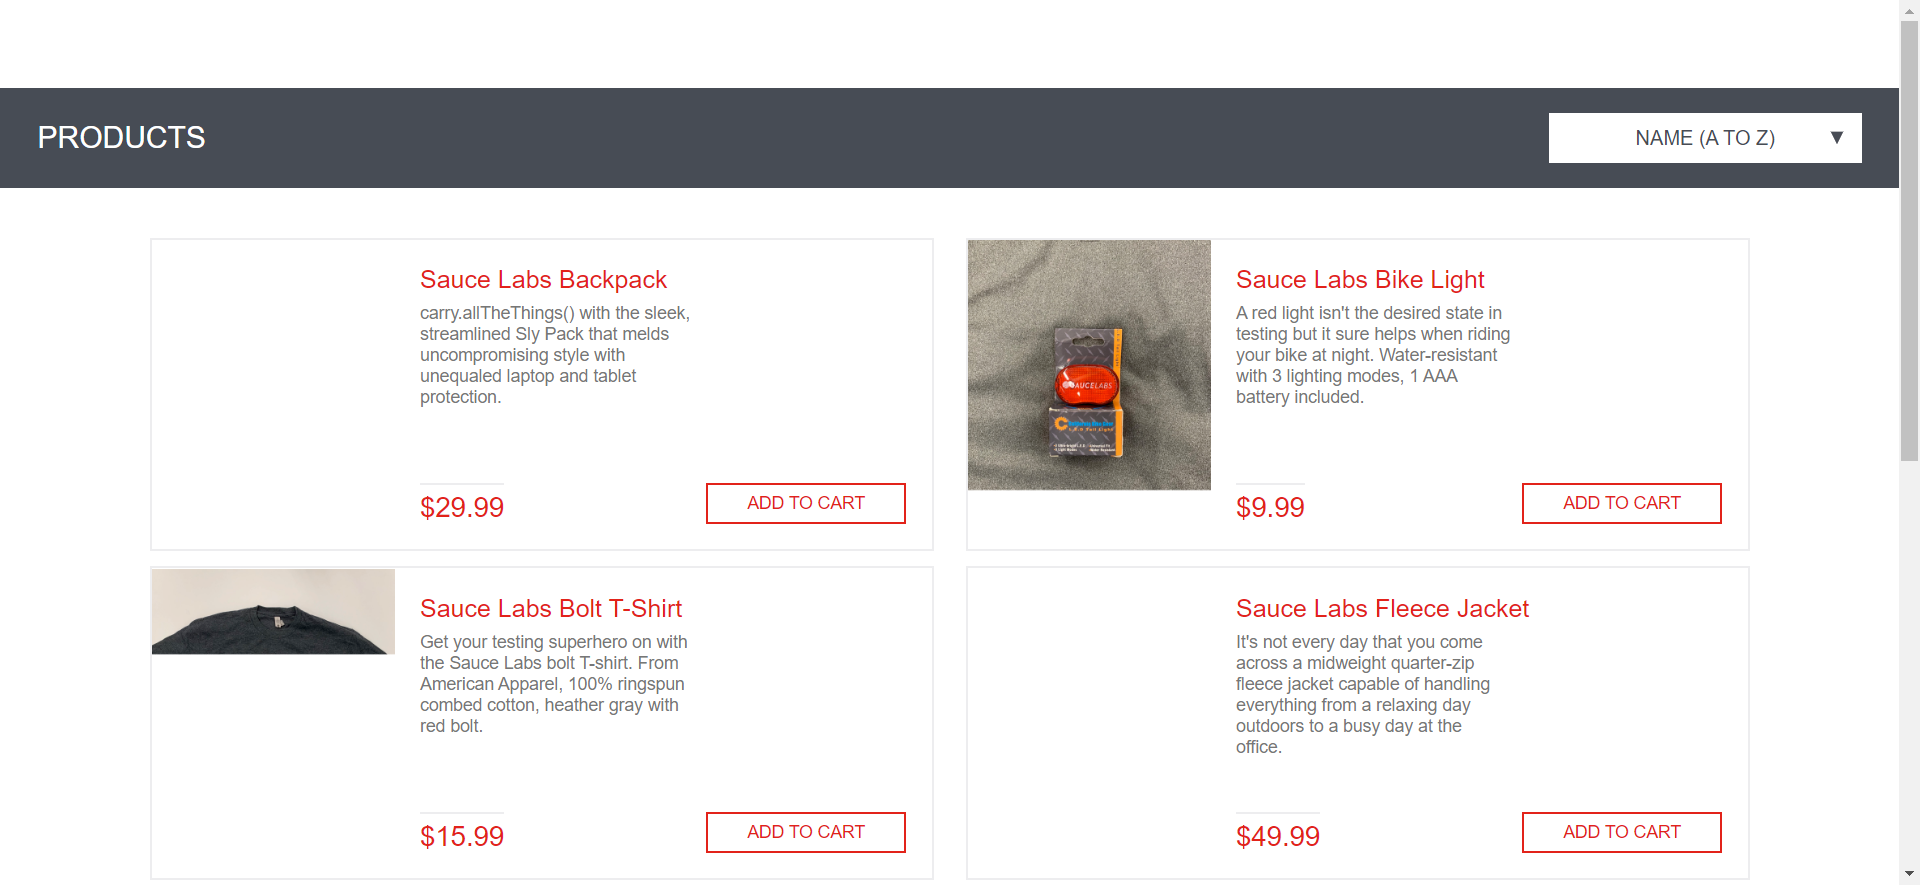 PRODUCTS
NAME (A TO Z)
Sauce Labs Backpack
carry.allTheThings() with the sleek,
streamlined Sly Pack that melds
uncompromising style with
unequaled laptop and tablet
protection.
$29.99
ADD TO CART
SAUCELABS
Sauce Labs Bike Light
A red light isn't the desired state in
testing but it sure helps when riding
your bike at night. Water-resistant
with 3 lighting modes, 1 AAA
battery included.
$9.99
ADD TO CART
Sauce Labs Bolt T-Shirt
Get your testing superhero on with
the Sauce Labs bolt T-shirt. From
American Apparel, 100% ringspun
combed cotton, heather gray with
red bolt.
$15.99
ADD TO CART
Sauce Labs Fleece Jacket
It's not every day that you come
across a midweight quarter-zip
fleece jacket capable of handling
everything from a relaxing day
outdoors to a busy day at the
office.
$49.99
ADD TO CART